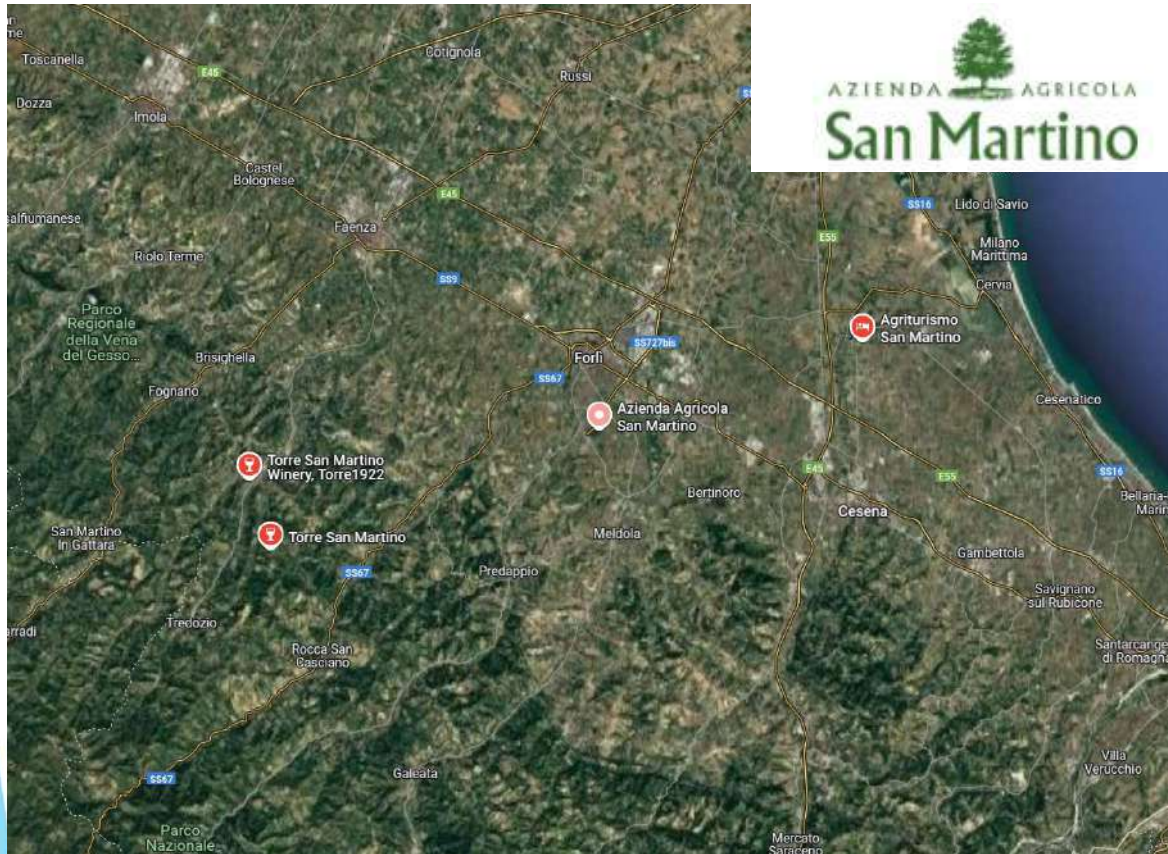 AZIENDA AGRICOLA
San Martino
Cotignola
Toscanella
E45
Russi
Dozza
Imola
Castel
Bolognese
E45
SS16
Lido di Savio
Faenza
E55
Milano
Marittima
Riolo Terme
SS9
Cervia
Parco
Regionale
della Vena
del Gesso...
Agriturismo
San Martino
SS727bis
Brisighella
Forlì
SS67
Fognano
Cesenatico
Azienda Agricola
San Martino
Torre San Martino
Winery, Torre1922
E45
E55
SS16
Bertinoro
Cesena
San Martino
In Gattara
Torre San Martino
Meldola
Gambettola
SS67
Predappio
Savignano
sul Rubicone
Tredozio
Rocca San
Casciano
Villa
Verucchio
Galeata
SS67
Parco
Nazionale
Mercato
Saraceno